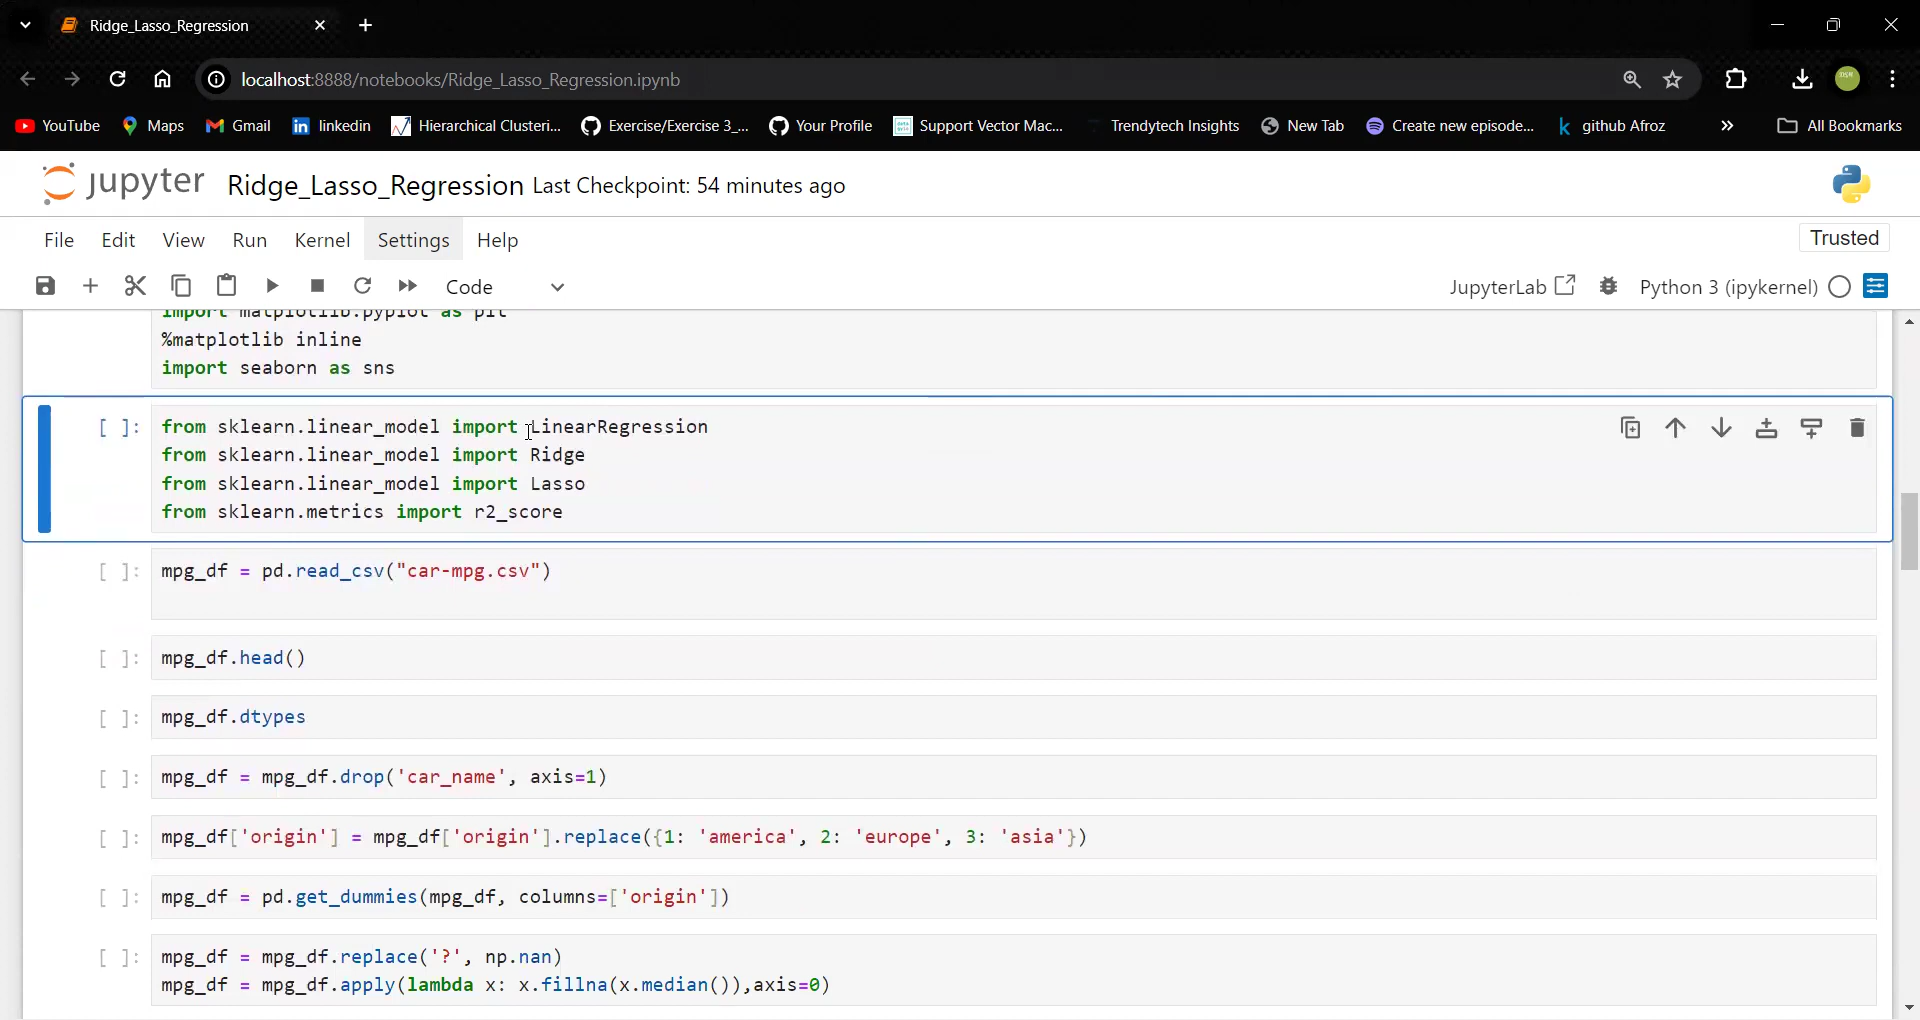 Ridge_Lasso_Regression
localhost:8888/notebooks/Ridge_Lasso_Regression.ipynb
YouTube Maps Gmail linkedin Hierarchical Clusteri... Exercise/Exercise 3_... Your Profile Support Vector Mac... Trendytech Insights New Tab Create new episode... github Afroz All Bookmarks
jupyter Ridge_Lasso_Regression Last Checkpoint: 54 minutes ago
File Edit View Run Kernel Settings Help Trusted
Code JupyterLab Python 3 (ipykernel)
import matplotlib.pyplot as plt
%matplotlib inline
import seaborn as sns
[ ]: from sklearn.linear_model import LinearRegression
from sklearn.linear_model import Ridge
from sklearn.linear_model import Lasso
from sklearn.metrics import r2_score
[ ]: mpg_df = pd.read_csv("car-mpg.csv")
[ ]: mpg_df.head()
[ ]: mpg_df.dtypes
[ ]: mpg_df = mpg_df.drop('car_name', axis=1)
[ ]: mpg_df['origin'] = mpg_df['origin'].replace({1: 'america', 2: 'europe', 3: 'asia'})
[ ]: mpg_df = pd.get_dummies(mpg_df, columns=['origin'])
[ ]: mpg_df = mpg_df.replace('?', np.nan)
mpg_df = mpg_df.apply(lambda x: x.fillna(x.median()),axis=0)